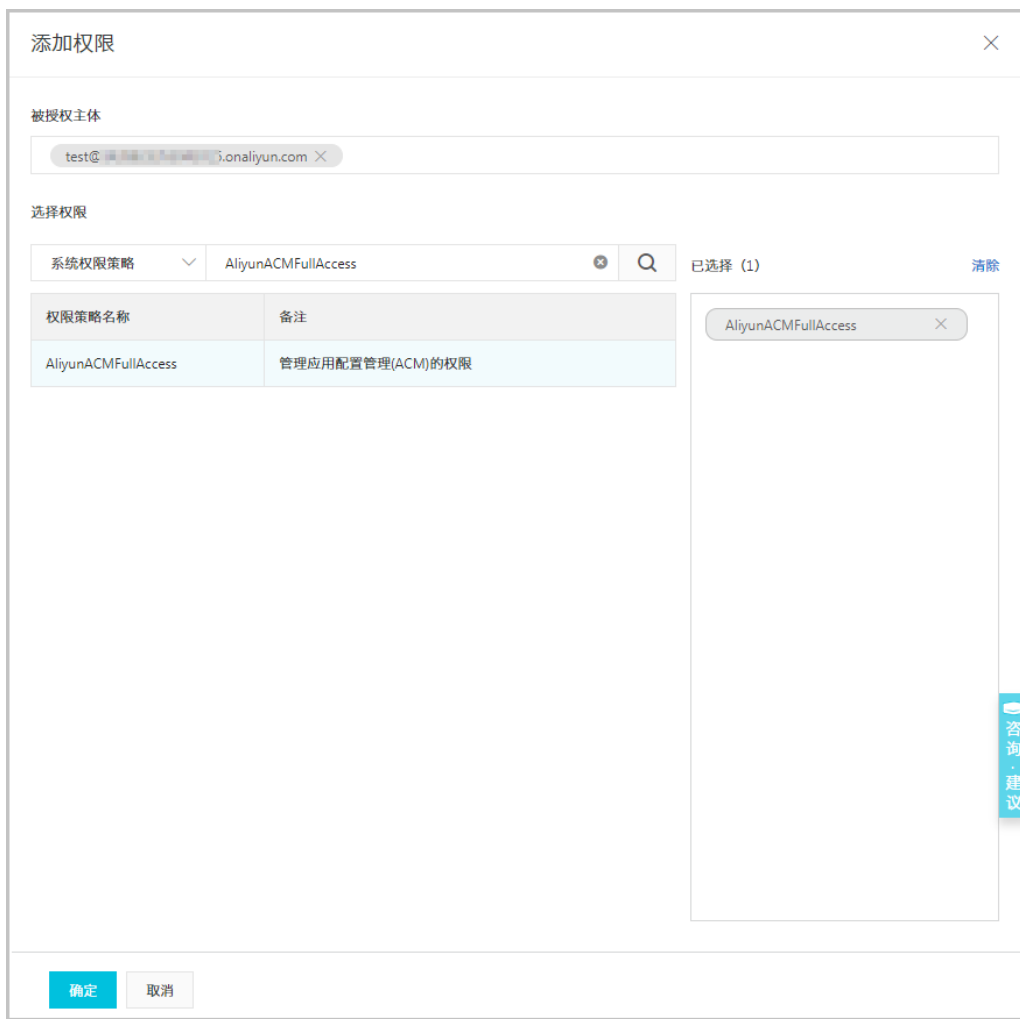 添加权限
被授权主体
test@ .onaliyun.com
选择权限
系统权限策略 AliyunACMFullAccess
已选择 (1) 清除
权限策略名称 备注
AliyunACMFullAccess 管理应用配置管理(ACM)的权限
AliyunACMFullAccess
咨询·建议
确定 取消